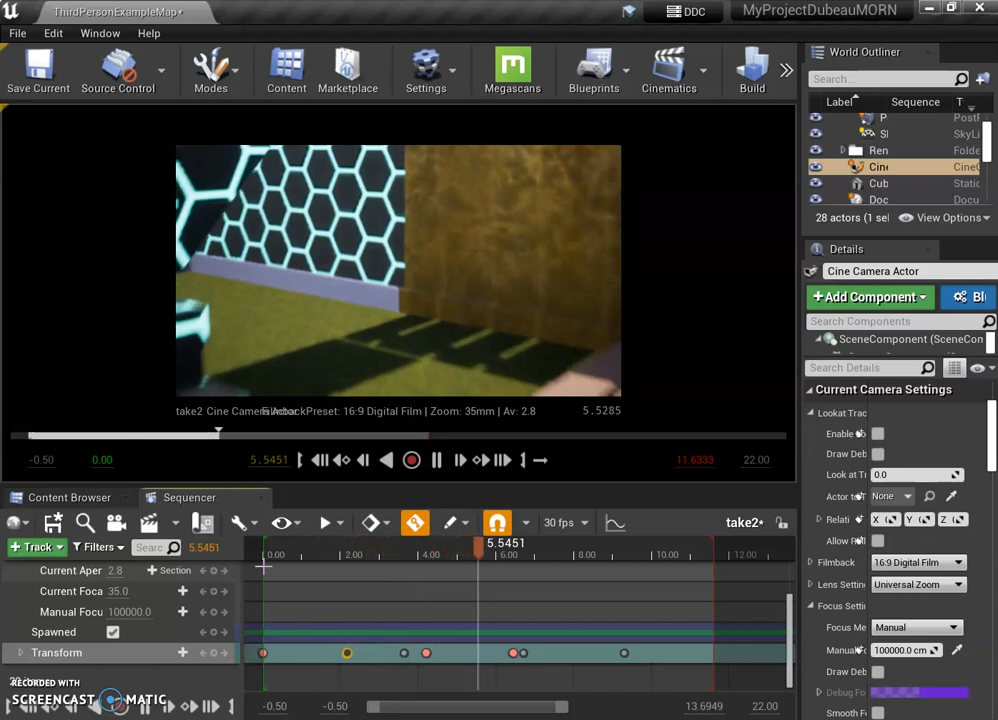 ThirdPersonExampleMap*
DDC
MyProjectDubeauMORN
File Edit Window Help
Save Current Source Control Modes Content Marketplace Settings Megascans Blueprints Cinematics Build
World Outliner
Search...
Label Sequence
PostP
SkyLi
Ren Folde
Cine CineC
Cub Static
Doc Docu
28 actors (1 sel View Options
Details
Cine Camera Actor
+Add Component
Search Components
SceneComponent (SceneCon
Search Details
Current Camera Settings
Lookat Trac
Enable
Draw Deb
Look at Tr 0.0
Actor to None
Relati X Y Z
Allow
Filmback 16:9 Digital Film
Lens Settin Universal Zoom
Focus Setti
Focus Me Manual
Manual 100000.0 cm
Draw Deb
Debug Fo
Smooth F
take2 Cine Camera Actor Preset: 16:9 Digital Film | Zoom: 35mm | Av: 2.8 5.5285
-0.50 0.00 5.5451 11.6333 22.00
Content Browser Sequencer
30 fps take2*
+ Track Filters Searc 5.5451
0.00 2.00 4.00 5.5451 6.00 8.00 10.00 12.00
Current Aper 2.8 Section
Current Foca 35.0
Manual Focu 100000.0
Spawned
Transform
RECORDED WITH
SCREENCAST MATIC
-0.50 -0.50 13.6949 22.00